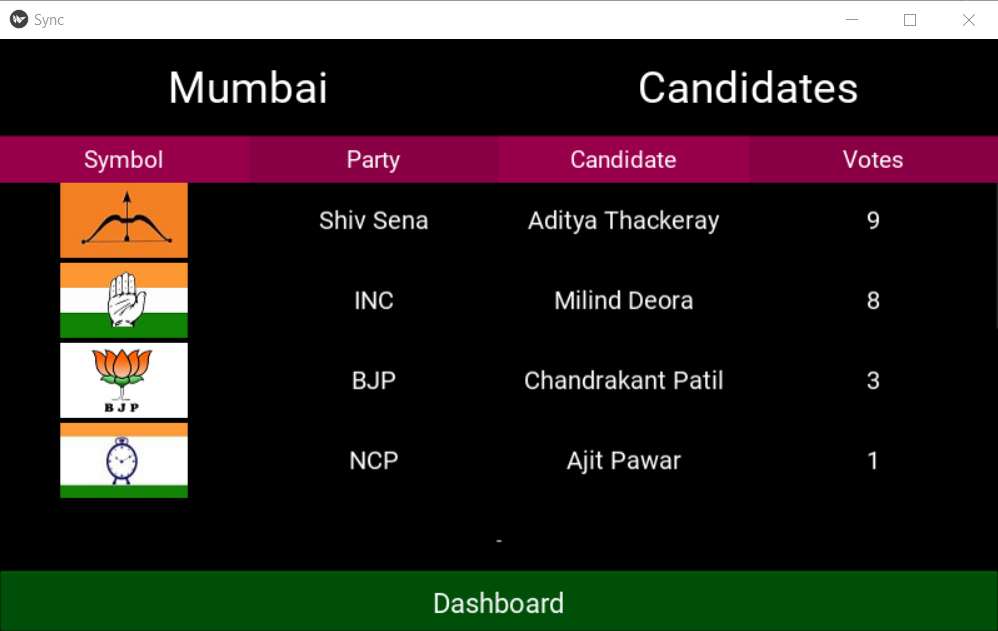 Sync
Mumbai Candidates
Symbol Party Candidate Votes
Shiv Sena Aditya Thackeray 9
INC Milind Deora 8
BJP
BJP Chandrakant Patil 3
NCP Ajit Pawar 1
-
Dashboard